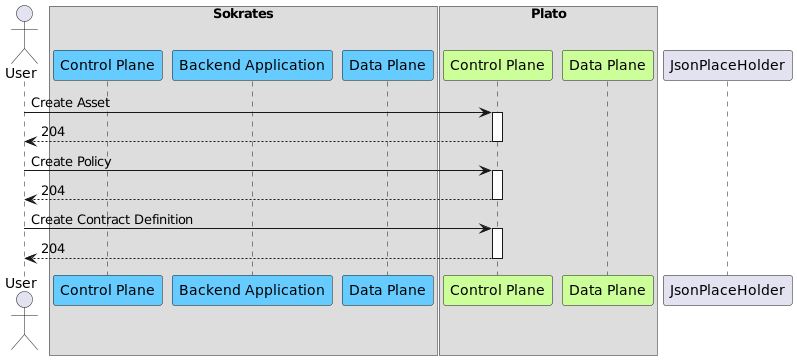 Sokrates
Plato
User
Control Plane
Backend Application
Data Plane
Control Plane
Data Plane
JsonPlaceHolder
Create Asset
204
Create Policy
204
Create Contract Definition
204
User
Control Plane
Backend Application
Data Plane
Control Plane
Data Plane
JsonPlaceHolder